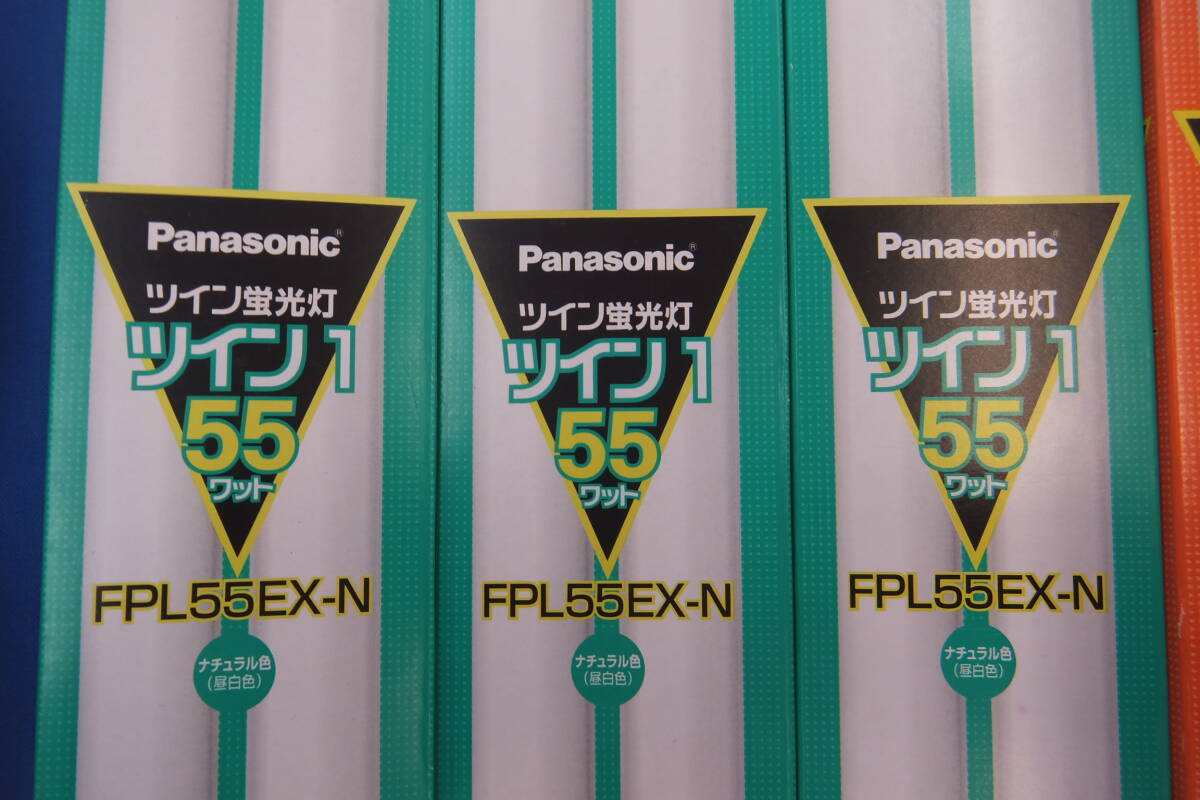 Panasonic®
ツイン蛍光灯
ツイン1
55
ワット
FPL55EX-N
ナチュラル色
(昼白色)
Panasonic®
ツイン蛍光灯
ツイン1
55
ワット
FPL55EX-N
ナチュラル色
(昼白色)
Panasonic®
ツイン蛍光灯
ツイン1
55
ワット
FPL55EX-N
ナチュラル色
(昼白色)